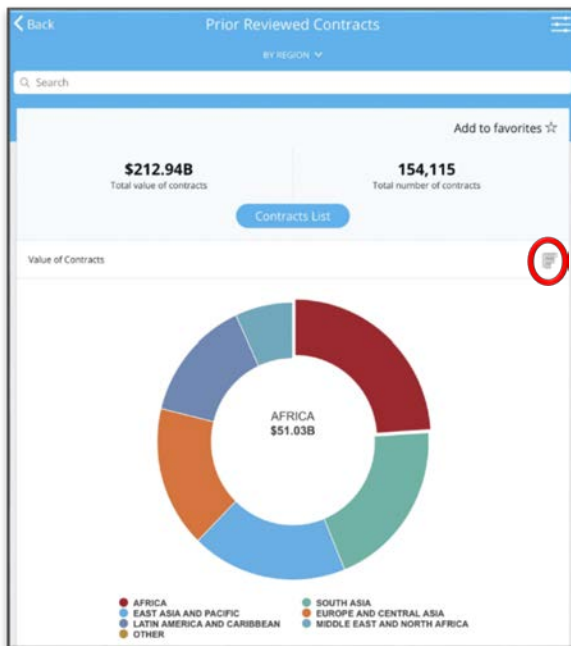 Back
Prior Reviewed Contracts
BY REGION
Search
Add to favorites
$212.94B
Total value of contracts
154,115
Total number of contracts
Contracts List
Value of Contracts
AFRICA
$51.03B
AFRICA
SOUTH ASIA
EAST ASIA AND PACIFIC
EUROPE AND CENTRAL ASIA
LATIN AMERICA AND CARIBBEAN
MIDDLE EAST AND NORTH AFRICA
OTHER